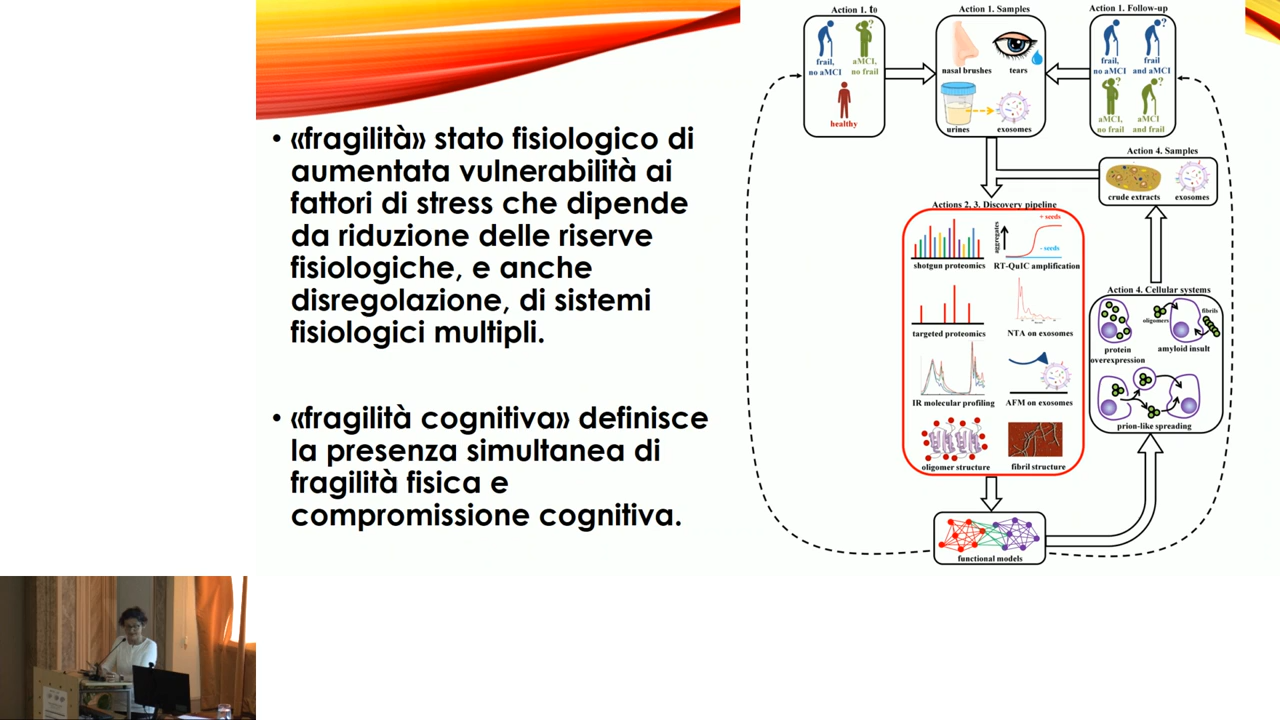 • «fragilità» stato fisiologico di
aumentata vulnerabilità ai
fattori di stress che dipende
da riduzione delle riserve
fisiologiche, e anche
disregolazione, di sistemi
fisiologici multipli.
• «fragilità cognitiva» definisce
la presenza simultanea di
fragilità fisica e
compromissione cognitiva.
Action 1. t0
frail,
no aMCI
?
aMCI,
no frail
healthy
Action 1. Samples
nasal brushes
tears
urines
exosomes
Action 1. Follow-up
frail,
no aMCI
?
frail
and aMCI
?
aMCI,
no frail
?
aMCI
and frail
Action 4. Samples
crude extracts
exosomes
Actions 2, 3. Discovery pipeline
shotgun proteomics
aggregates
+ seeds
- seeds
RT-QuIC amplification
targeted proteomics
NTA on exosomes
IR molecular profiling
AFM on exosomes
oligomer structure
fibril structure
Action 4. Cellular systems
protein
overexpression
oligomers
fibrils
amyloid insult
prion-like spreading
functional models